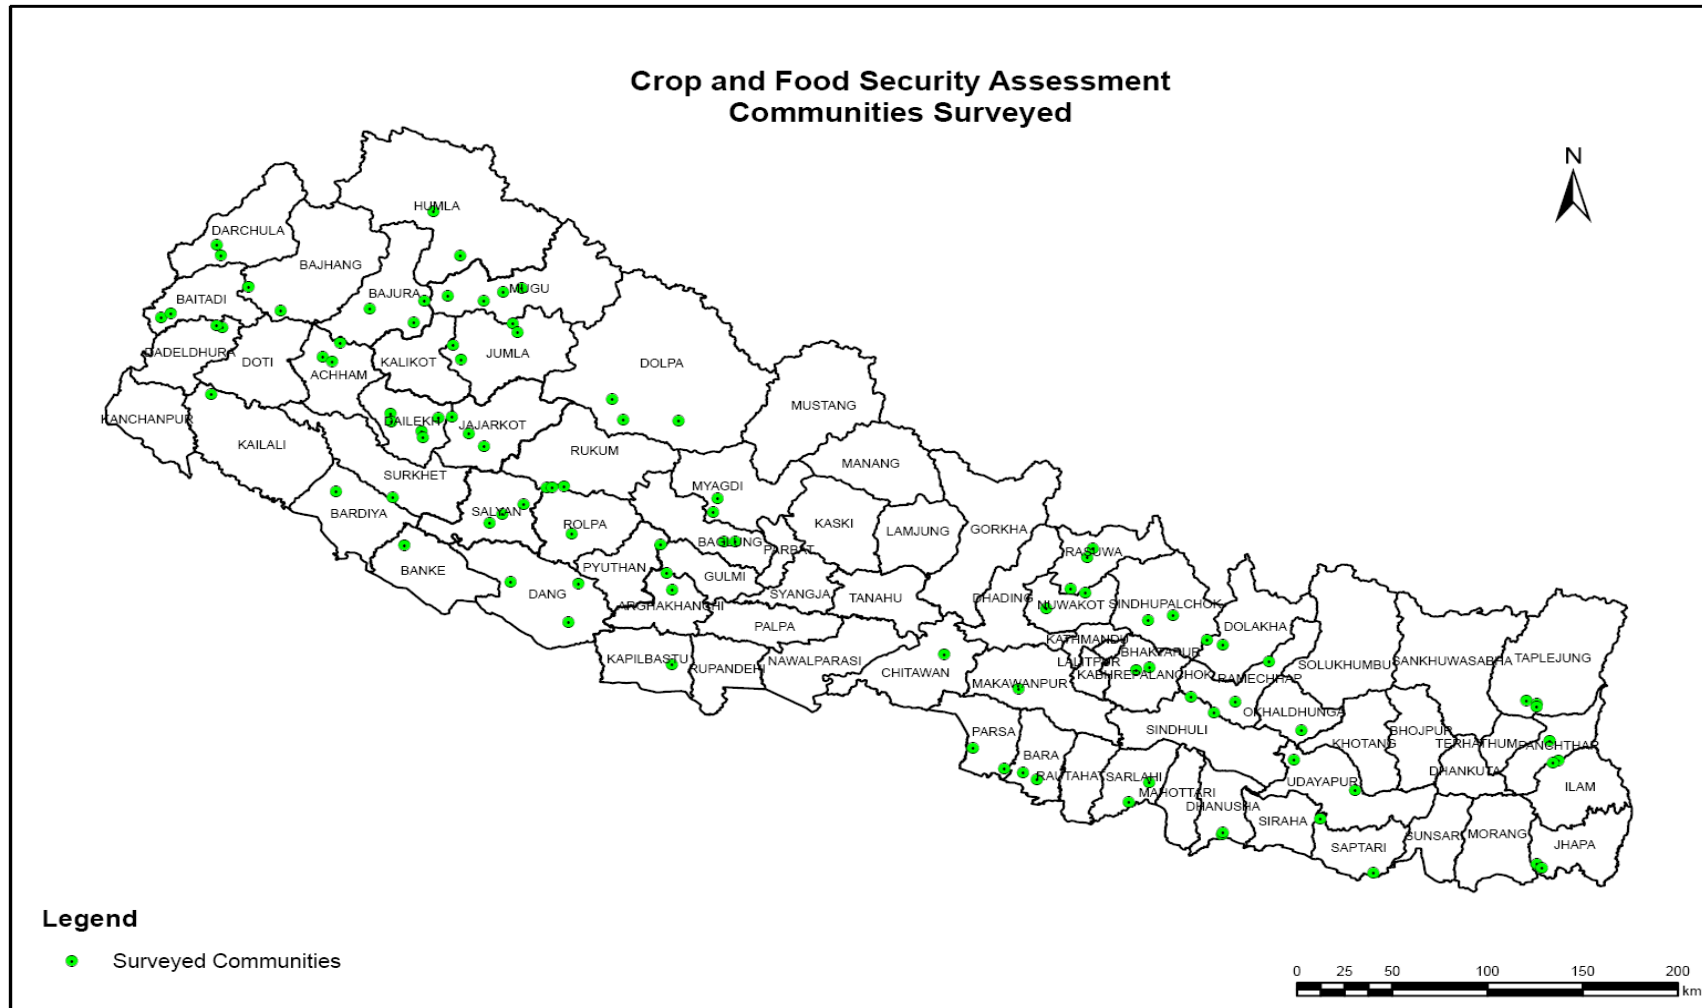 Crop and Food Security Assessment
Communities Surveyed
N
HUMLA
DARCHULA
BAJHANG
MUGU
BAJURA
BAITADI
JUMLA
DADELDHURA
DOTI
KALIKOT
DOLPA
ACHHAM
MUSTANG
KANCHANPUR
DAILEKH
JAJARKOT
KAILALI
RUKUM
MANANG
SURKHET
MYAGDI
BARDIYA
SALYAN
ROLPA
KASKI
LAMJUNG
GORKHA
BAGLUNG
PARBAT
RASUWA
BANKE
PYUTHAN
GULMI
DANG
SYANGJA
TANAHU
DHADING
NUWAKOT
SINDHUPALCHOK
ARGHAKHANCHI
PALPA
DOLAKHA
KATHMANDU
BHAKTAPUR
KAPILBASTU
RUPANDEHI
NAWALPARASI
LALITPUR
CHITAWAN
KABHREPALANCHOK
SOLUKHUMBU
SANKHUWASABHA
TAPLEJUNG
MAKAWANPUR
RAMECHHAP
OKHALDHUNGA
PARSA
SINDHULI
BHOJPUR
KHOTANG
TERHATHUM
PANCHTHAR
BARA
RAUTAHAT
SARLAHI
UDAYAPUR
DHANKUTA
ILAM
MAHOTTARI
DHANUSHA
SIRAHA
SUNSARI
MORANG
SAPTARI
JHAPA
Legend
Surveyed Communities
0 25 50 100 150 200
km